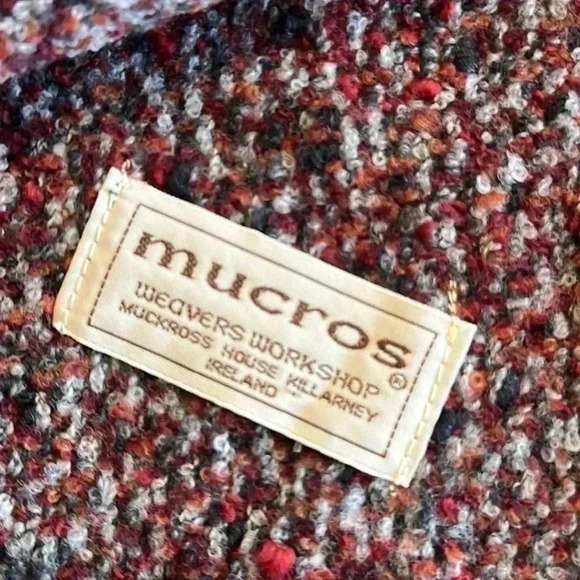 mucros®
WEAVERS WORKSHOP
MUCKROSS HOUSE KILLARNEY
IRELAND